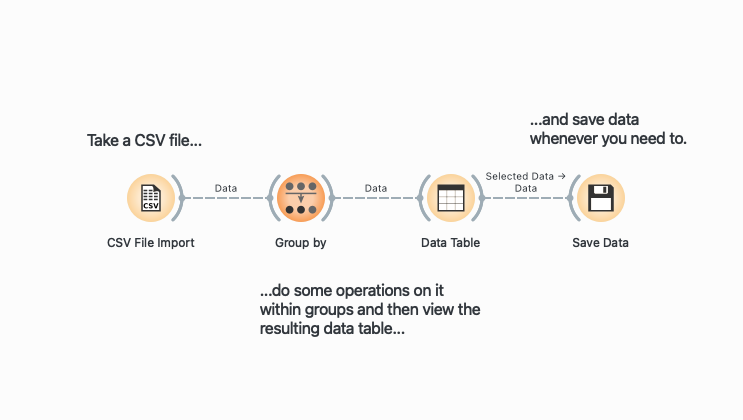 ...and save data
whenever you need to.
Take a CSV file...
Selected Data →
Data
Data
Data
CSV
CSV File Import
Group by
Data Table
Save Data
...do some operations on it
within groups and then view the
resulting data table...